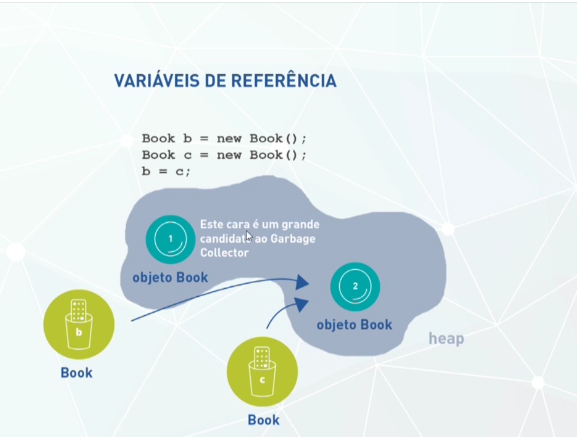 VARIÁVEIS DE REFERÊNCIA
Book b = new Book();
Book c = new Book();
b = c;
1
Este cara é um grande
candidato ao Garbage
Collector
objeto Book
2
objeto Book
b
Book
c
Book
heap